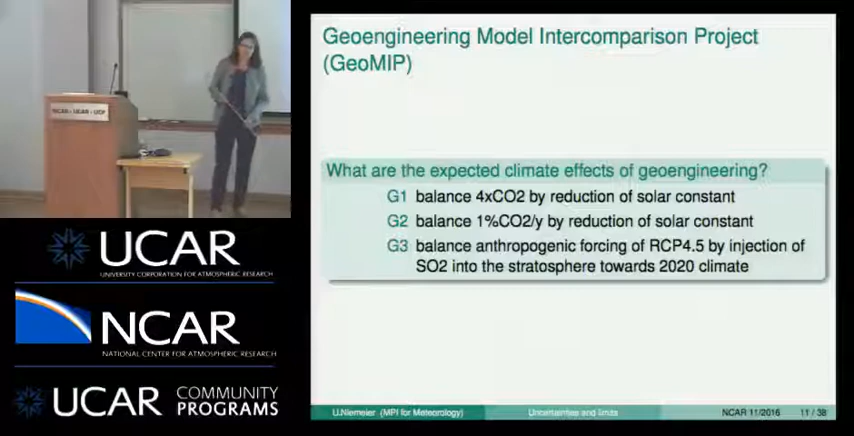 NCAR - UCAR - UCP
UCAR
UNIVERSITY CORPORATION FOR ATMOSPHERIC RESEARCH
NCAR
NATIONAL CENTER FOR ATMOSPHERIC RESEARCH
UCAR COMMUNITY
PROGRAMS
Geoengineering Model Intercomparison Project
(GeoMIP)
What are the expected climate effects of geoengineering?
G1 balance 4xCO2 by reduction of solar constant
G2 balance 1%CO2/y by reduction of solar constant
G3 balance anthropogenic forcing of RCP4.5 by injection of
SO2 into the stratosphere towards 2020 climate
U.Niemeier (MPI for Meteorology) Uncertainties and limits NCAR 11/2016 11 / 38